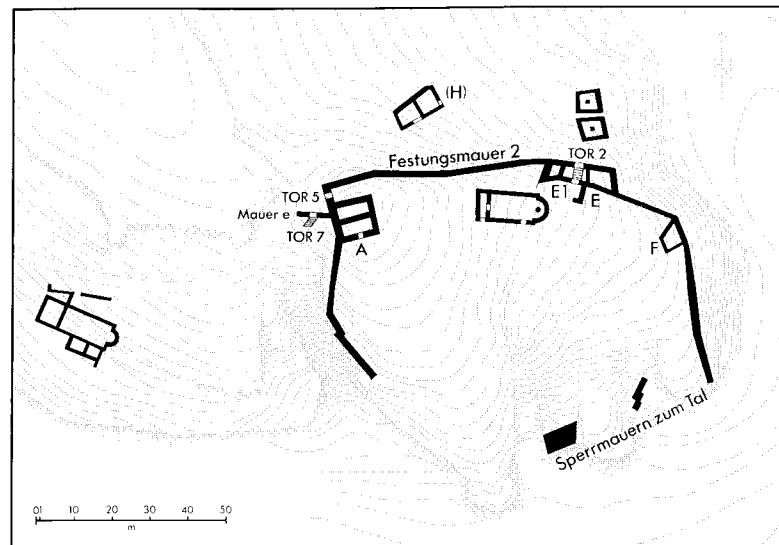 (H)
TOR 2
Festungsmauer 2
TOR 5
E1
E
Mauer e
TOR 7
A
F
Sperrmauern zum Tal
01 10 20 30 40 50
m